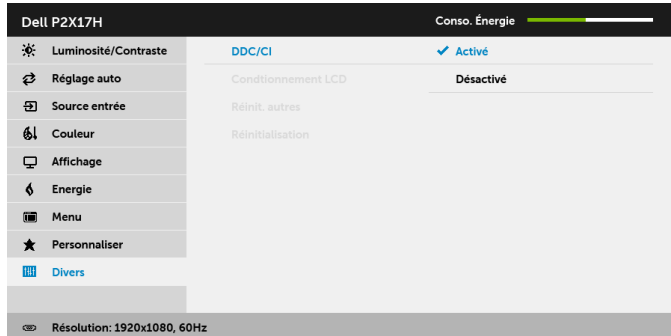 Dell P2X17H Conso. Énergie
Luminosité/Contraste DDC/CI Activé
Réglage auto Condtionnement LCD Désactivé
Source entrée Réinit. autres
Couleur Réinitialisation
Affichage
Energie
Menu
Personnaliser
Divers
Résolution: 1920x1080, 60Hz